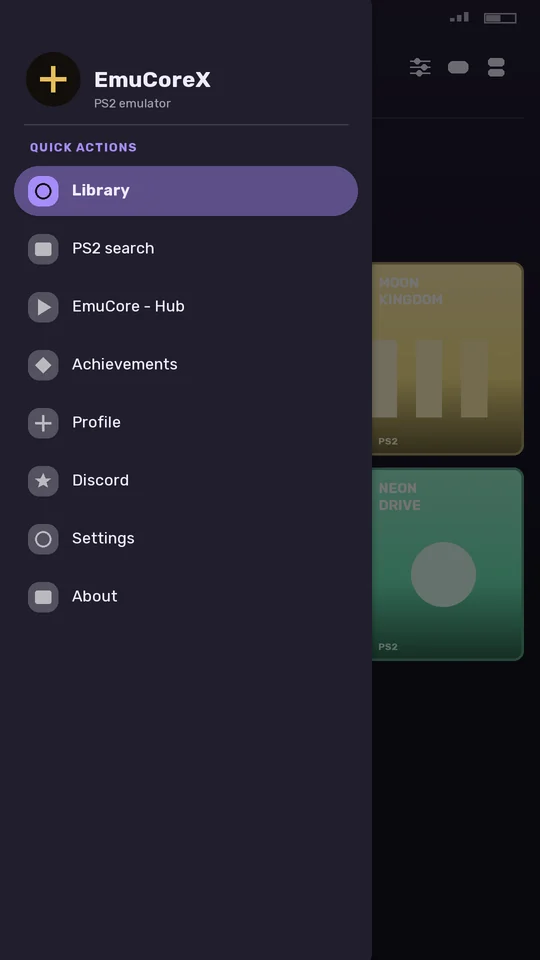 EmuCoreX
PS2 emulator
QUICK ACTIONS
Library
PS2 search
EmuCore - Hub
Achievements
Profile
Discord
Settings
About
MOON
KINGDOM
PS2
NEON
DRIVE
PS2